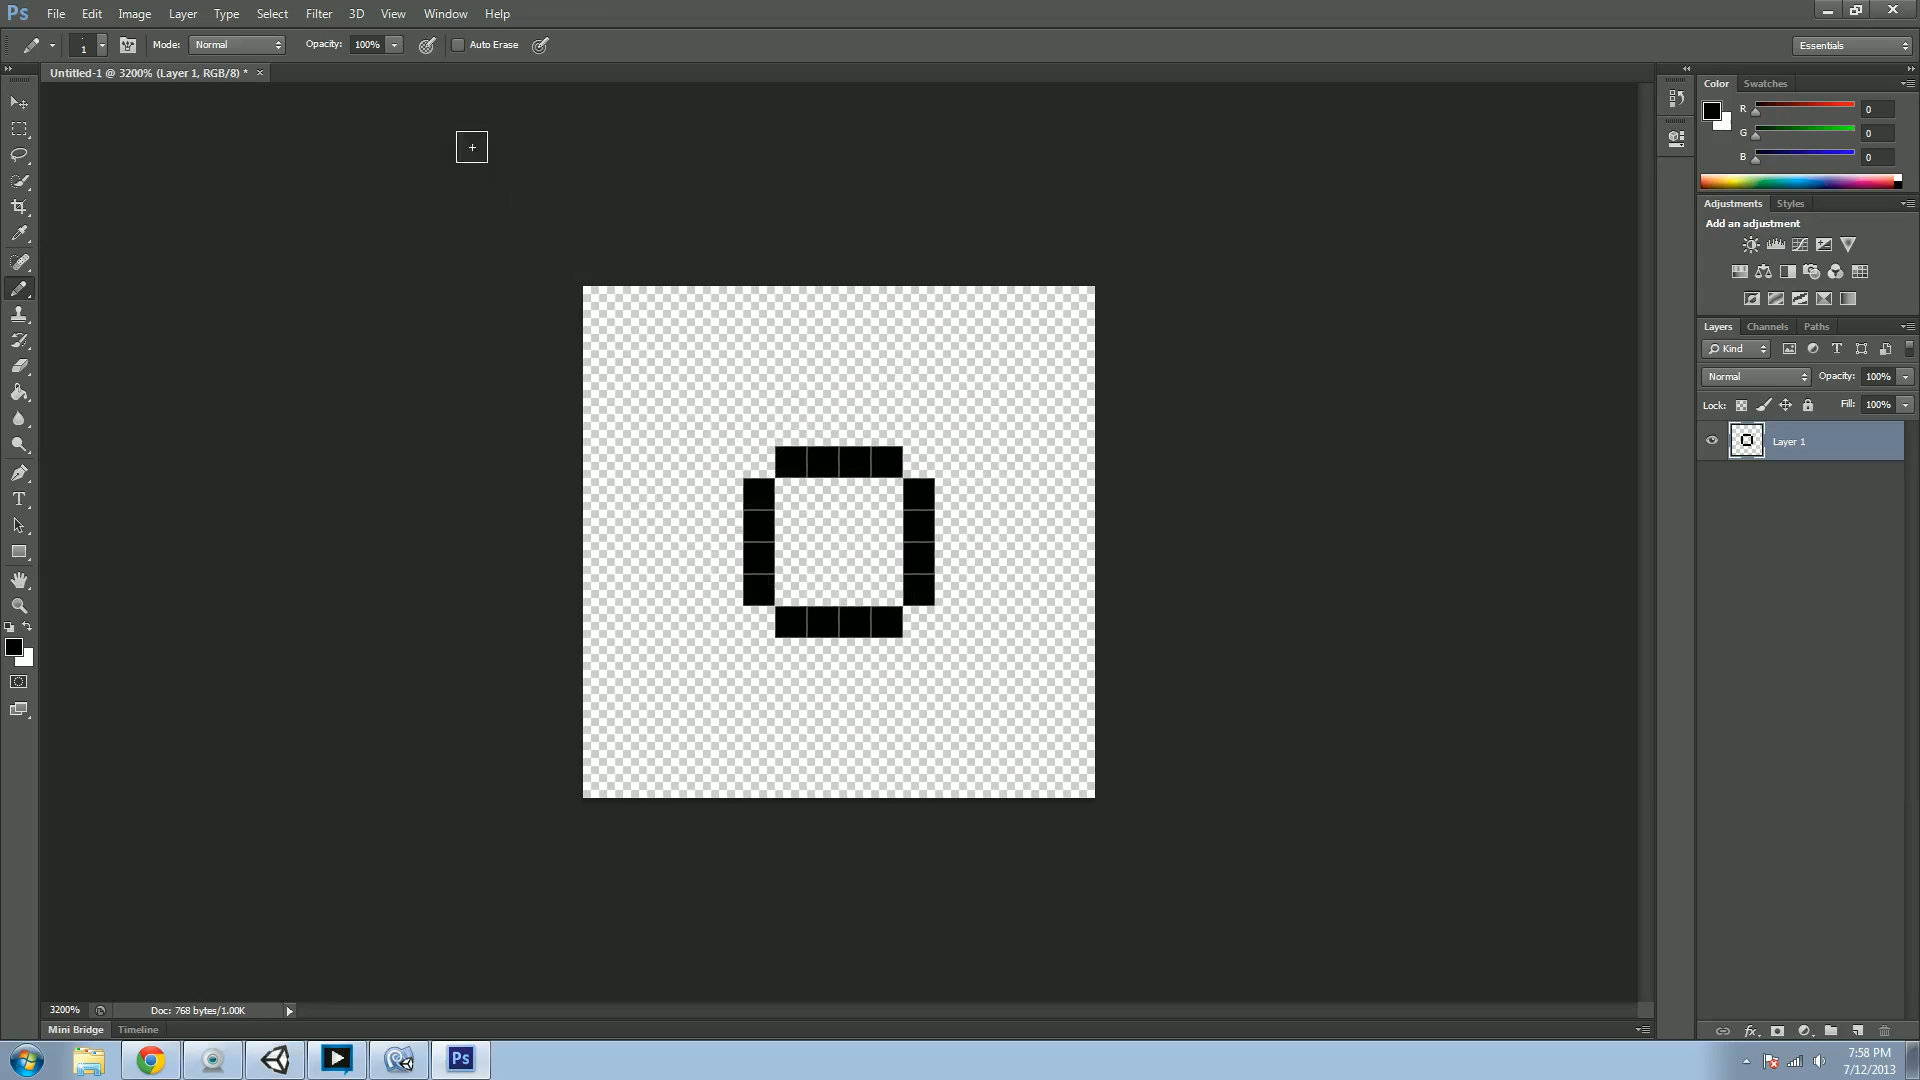 Ps File Edit Image Layer Type Select Filter 3D View Window Help
1 Mode: Normal Opacity: 100% Auto Erase Essentials
Untitled-1 @ 3200% (Layer 1, RGB/8) * ×
Color Swatches
R 0
G 0
B 0
Adjustments Styles
Add an adjustment
Layers Channels Paths
Kind
Normal Opacity: 100%
Lock: Fill: 100%
Layer 1
3200% Doc: 768 bytes/1.00K
Mini Bridge Timeline
Ps
7:58 PM
7/12/2013